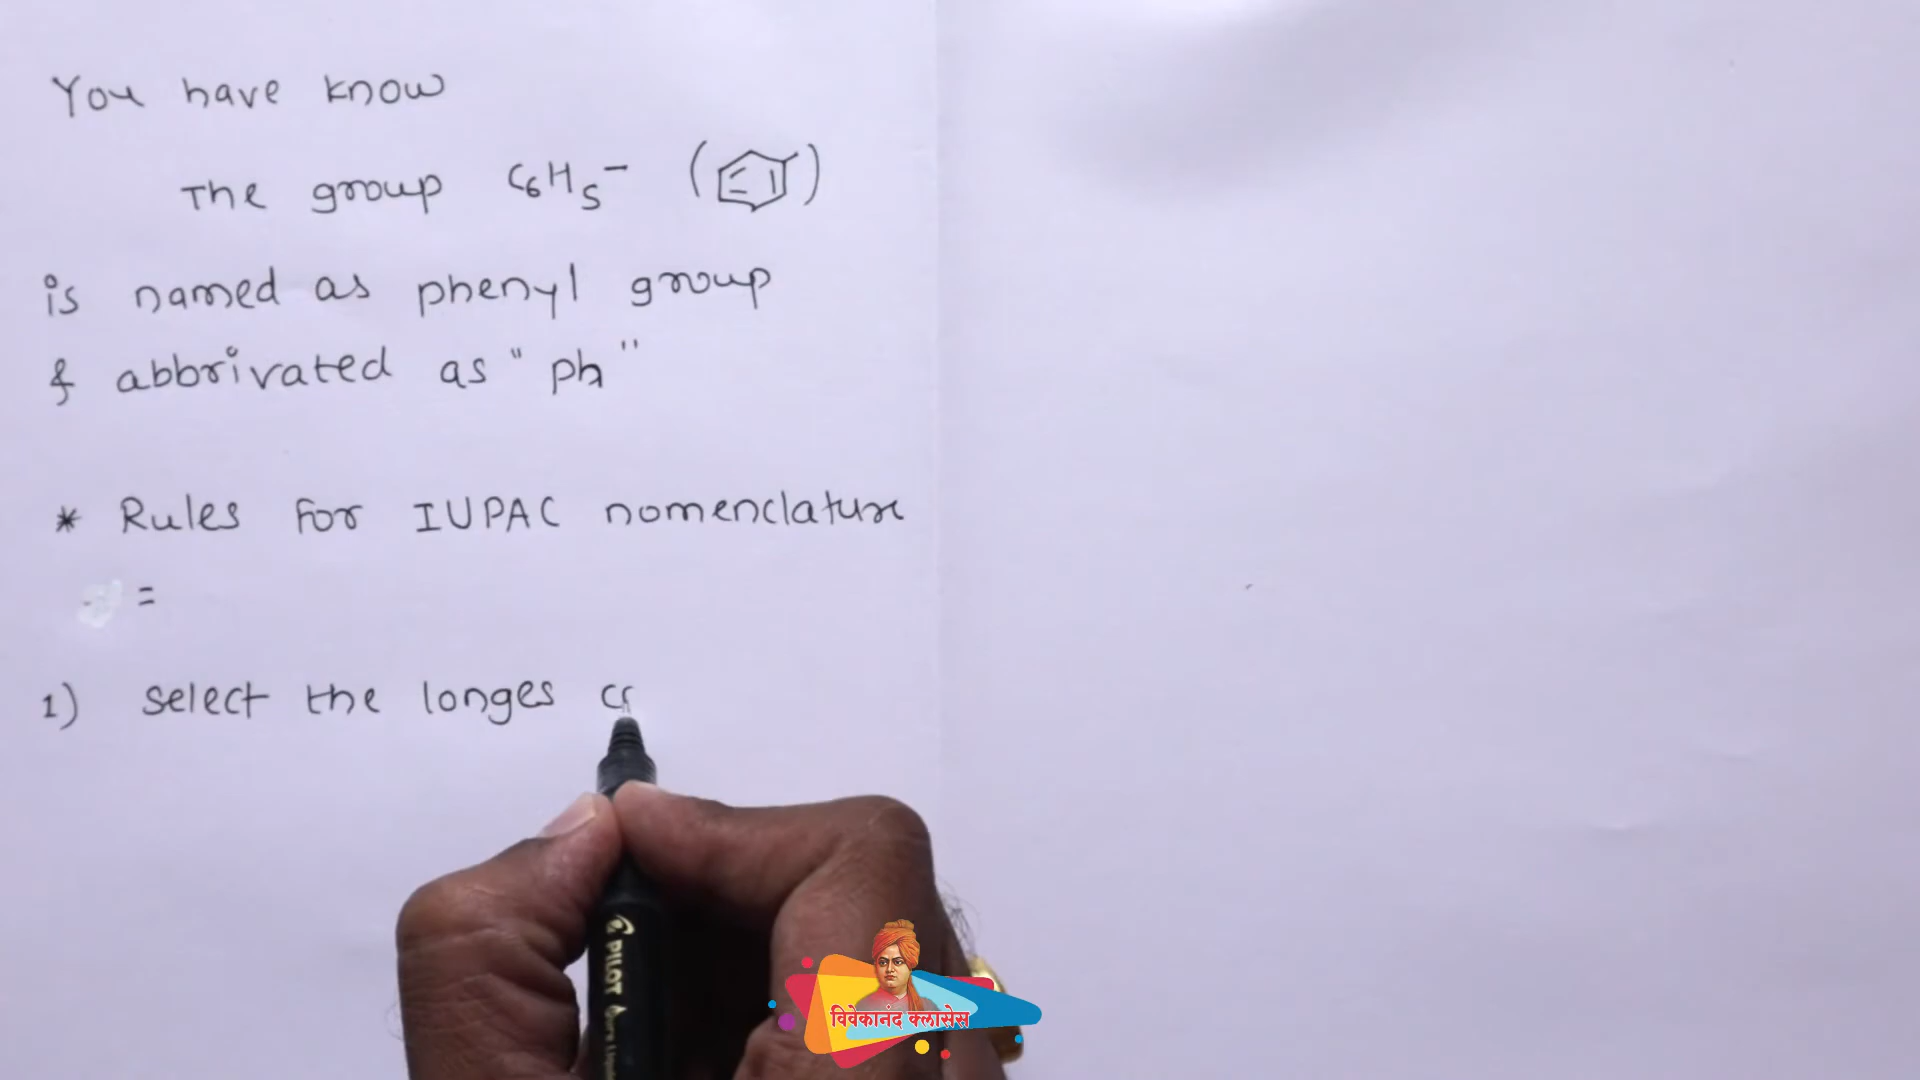 You have know
The group C6H5-
is named as phenyl group
& abbrivated as "ph"
* Rules For IUPAC nomenclature
=
1) select the longes
PILOT
विवेकानंद क्लासेस